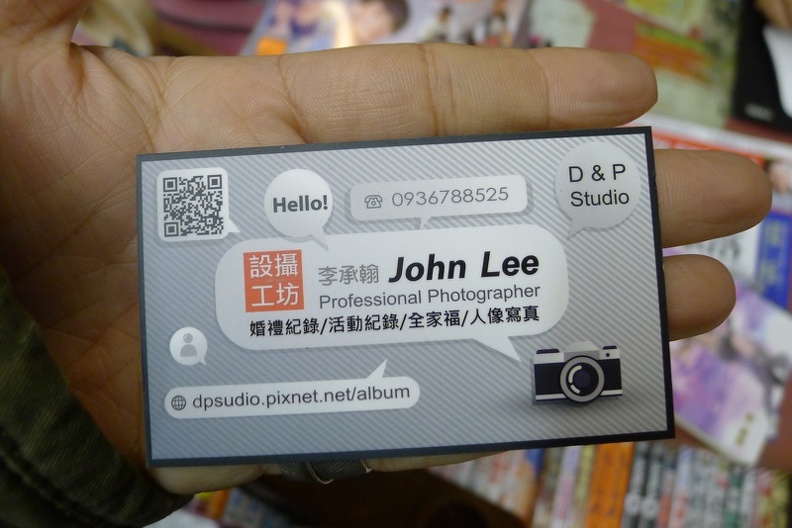 Hello!
0936788525
D & P
Studio
設攝
工坊
李承翰 John Lee
Professional Photographer
婚禮紀錄/活動紀錄/全家福/人像寫真
dpsudio.pixnet.net/album